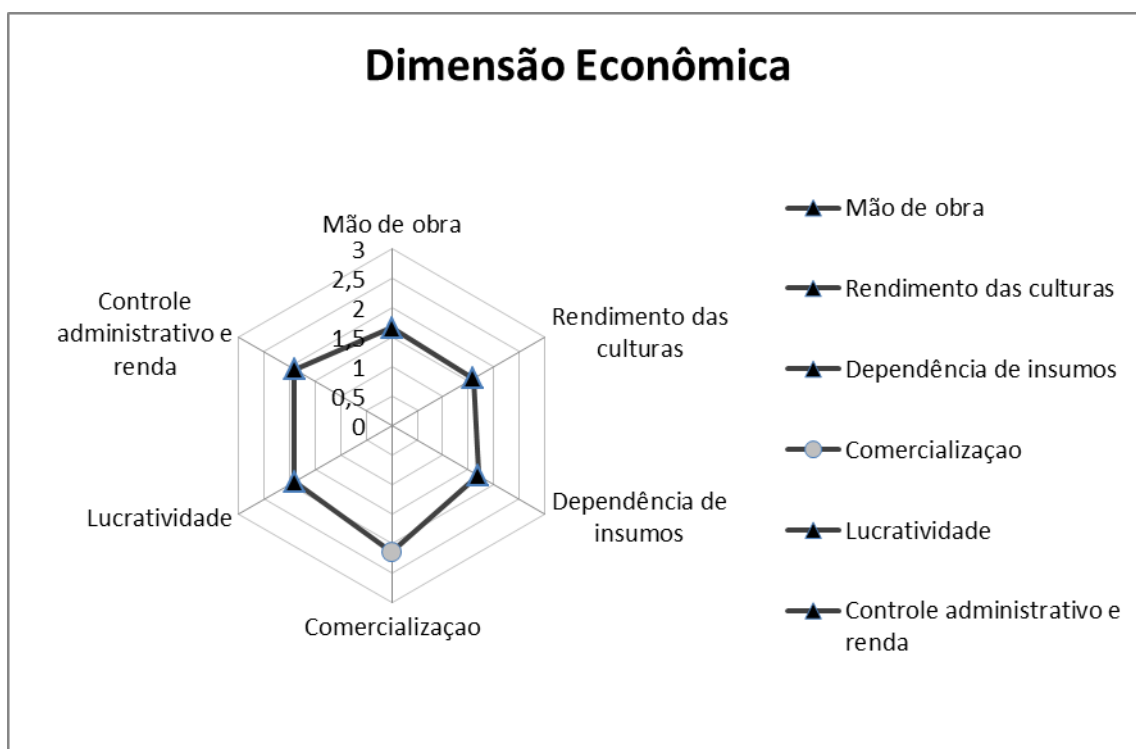 Dimensão Econômica
Mão de obra
3
2,5
2
1,5
1
0,5
0
Rendimento das
culturas
Dependência de
insumos
Comercializaçao
Lucratividade
Controle
administrativo e
renda
Mão de obra
Rendimento das culturas
Dependência de insumos
Comercializaçao
Lucratividade
Controle administrativo e
renda